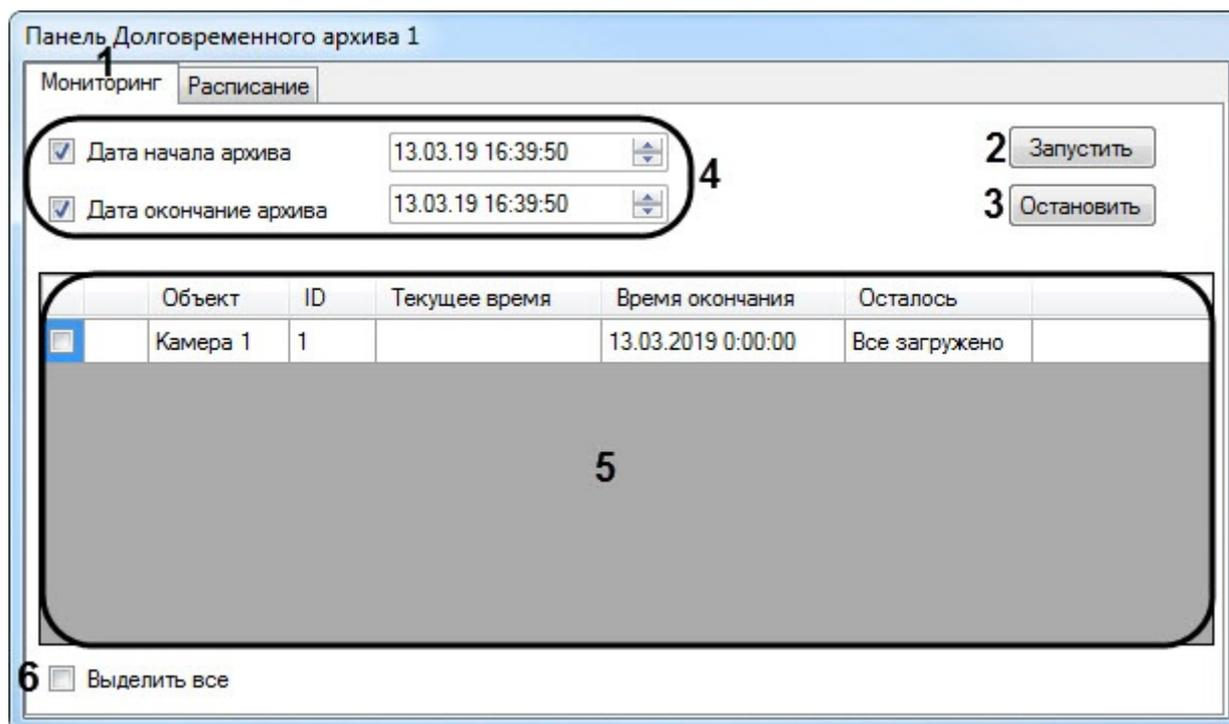 Панель Долговременного архива 1
1
Мониторинг Расписание
Дата начала архива 13.03.19 16:39:50 2 Запустить
4
Дата окончание архива 13.03.19 16:39:50 3 Остановить
Объект ID Текущее время Время окончания Осталось
Камера 1 1 13.03.2019 0:00:00 Все загружено
5
6 Выделить все